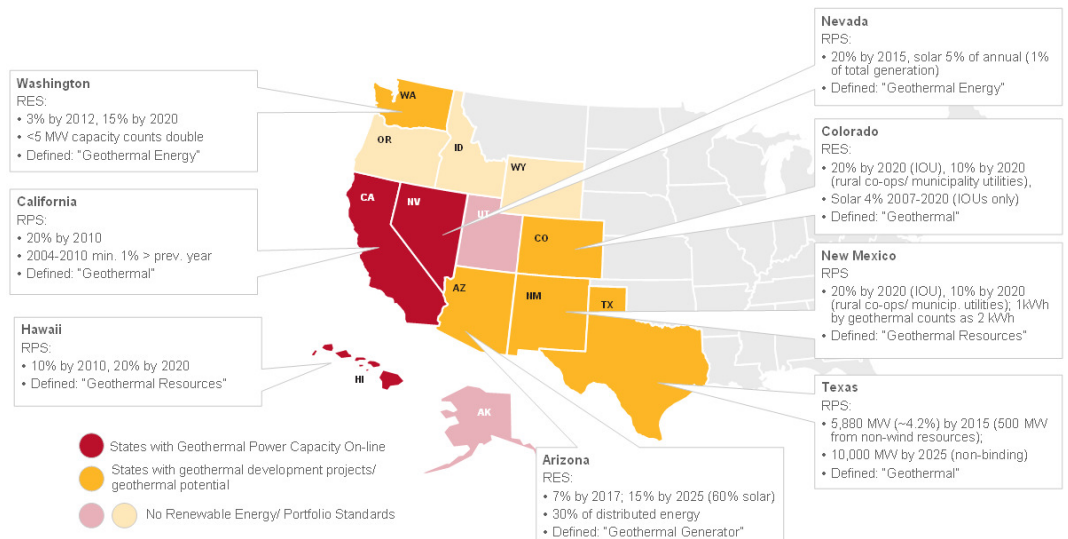 Washington
RES:
• 3% by 2012, 15% by 2020
• <5 MW capacity counts double
• Defined: "Geothermal Energy"
California
RPS:
• 20% by 2010
• 2004-2010 min. 1% > prev. year
• Defined: "Geothermal"
Hawaii
RPS:
• 10% by 2010, 20% by 2020
• Defined: "Geothermal Resources"
WA
OR
ID
WY
CA
NV
UT
CO
AZ
NM
TX
HI
AK
Nevada
RPS:
• 20% by 2015, solar 5% of annual (1%
of total generation)
• Defined: "Geothermal Energy"
Colorado
RES:
• 20% by 2020 (IOU), 10% by 2020
(rural co-ops/ municipality utilities),
• Solar 4% 2007-2020 (IOUs only)
• Defined: "Geothermal"
New Mexico
RPS
• 20% by 2020 (IOU), 10% by 2020
(rural co-ops/ municip. utilities); 1kWh
by geothermal counts as 2 kWh
• Defined: "Geothermal Resources"
Texas
RPS:
• 5,880 MW (~4.2%) by 2015 (500 MW
from non-wind resources);
• 10,000 MW by 2025 (non-binding)
• Defined: "Geothermal"
Arizona
RES:
• 7% by 2017; 15% by 2025 (60% solar)
• 30% of distributed energy
• Defined: "Geothermal Generator"
States with Geothermal Power Capacity On-line
States with geothermal development projects/
geothermal potential
No Renewable Energy/ Portfolio Standards